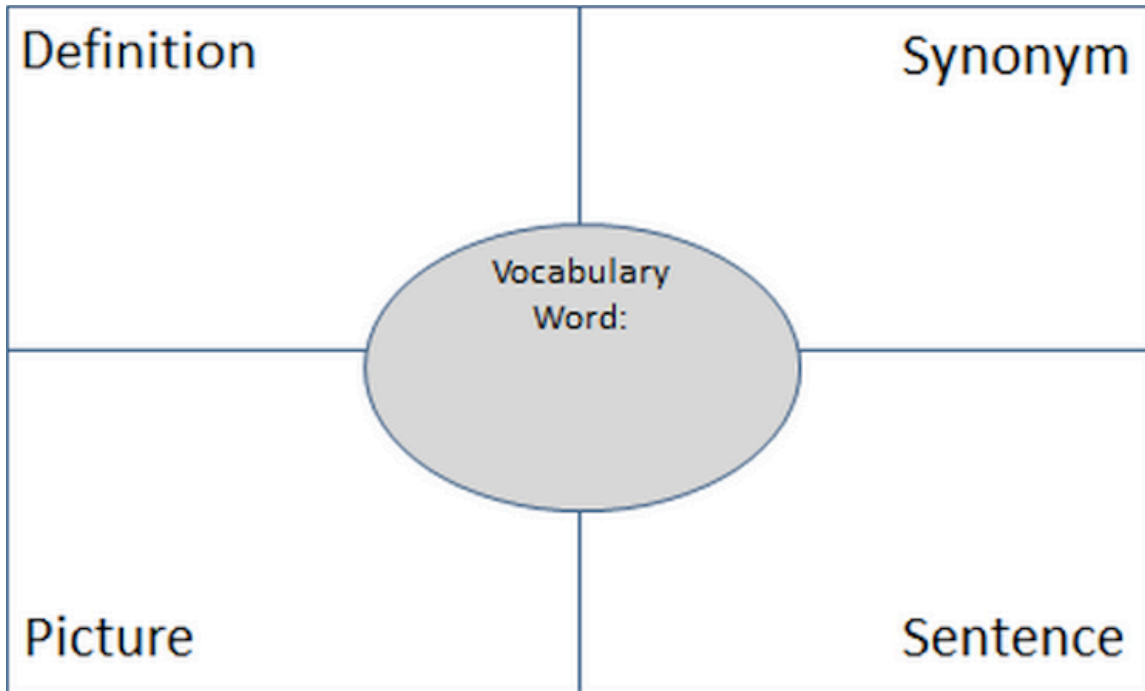 Definition
Synonym
Vocabulary
Word:
Picture
Sentence